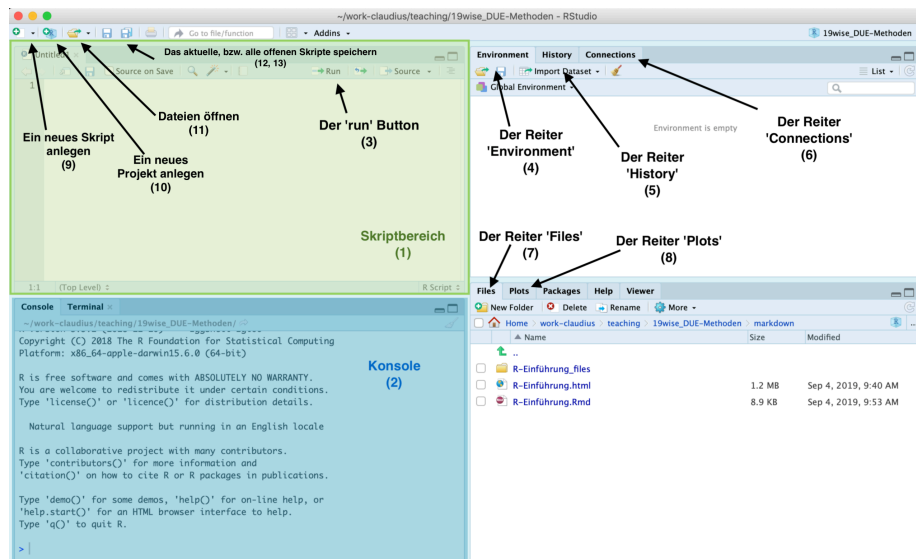 ~/work-claudius/teaching/19wise_DUE-Methoden - RStudio
Go to file/function
Addins
19wise_DUE-Methoden
Das aktuelle, bzw. alle offenen Skripte speichern
(12, 13)
Source on Save
Run
Source
1
Ein neues Skript
anlegen
(9)
Ein neues
Projekt anlegen
(10)
Dateien öffnen
(11)
Der 'run' Button
(3)
Skriptbereich
(1)
1:1 (Top Level)
R Script
Environment History Connections
Import Dataset
List
Global Environment
Environment is empty
Der Reiter
'Environment'
(4)
Der Reiter
'History'
(5)
Der Reiter
'Connections'
(6)
Der Reiter 'Files'
(7)
Der Reiter 'Plots'
(8)
Console Terminal
~/work-claudius/teaching/19wise_DUE-Methoden/
Copyright (C) 2018 The R Foundation for Statistical Computing
Platform: x86_64-apple-darwin15.6.0 (64-bit)
R is free software and comes with ABSOLUTELY NO WARRANTY.
You are welcome to redistribute it under certain conditions.
Type 'license()' or 'licence()' for distribution details.
Natural language support but running in an English locale
R is a collaborative project with many contributors.
Type 'contributors()' for more information and
'citation()' on how to cite R or R packages in publications.
Type 'demo()' for some demos, 'help()' for on-line help, or
'help.start()' for an HTML browser interface to help.
Type 'q()' to quit R.
>
Konsole
(2)
Files Plots Packages Help Viewer
New Folder Delete Rename More
Home work-claudius teaching 19wise_DUE-Methoden markdown ...
Name Size Modified
..
R-Einführung_files
R-Einführung.html 1.2 MB Sep 4, 2019, 9:40 AM
R-Einführung.Rmd 8.9 KB Sep 4, 2019, 9:53 AM